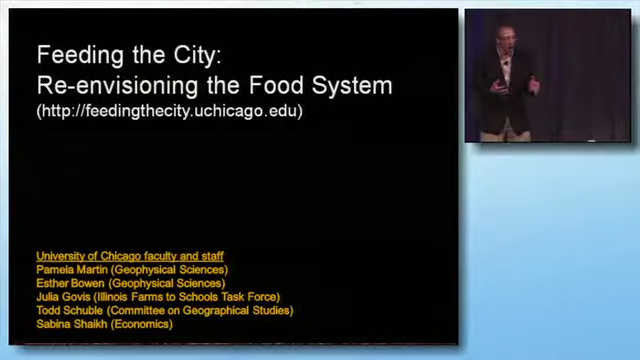 Feeding the City:
Re-envisioning the Food System
(http://feedingthecity.uchicago.edu)
University of Chicago faculty and staff
Pamela Martin (Geophysical Sciences)
Esther Bowen (Geophysical Sciences)
Julia Govis (Illinois Farms to Schools Task Force)
Todd Schuble (Committee on Geographical Studies)
Sabina Shaikh (Economics)